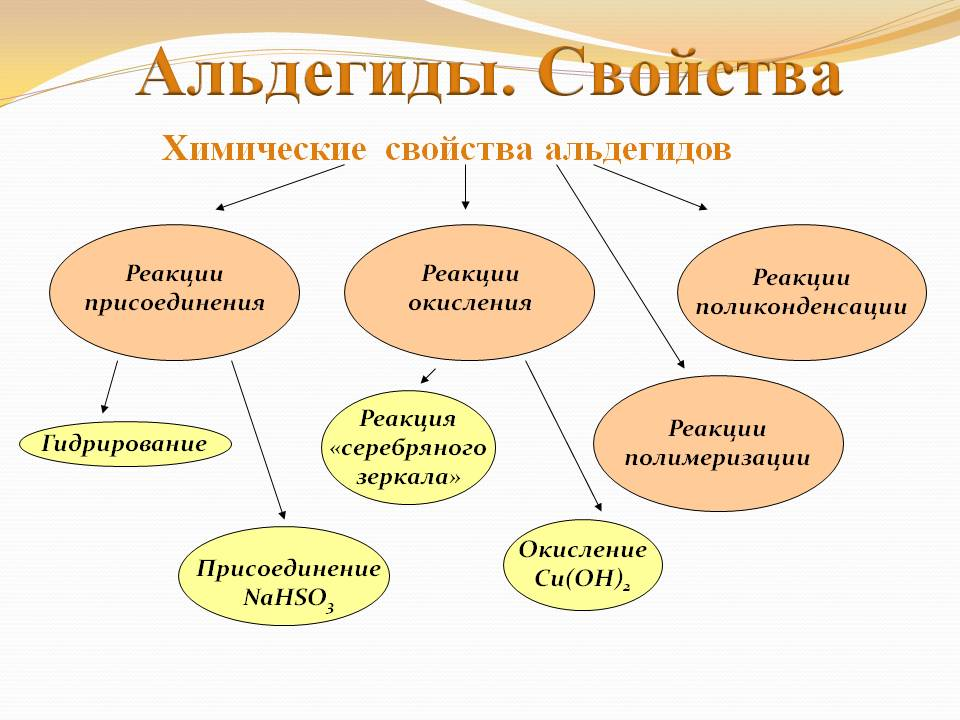 Альдегиды. Свойства
Химические свойства альдегидов
Реакции
присоединения
Реакции
окисления
Реакции
поликонденсации
Гидрирование
Реакция
«серебряного
зеркала»
Реакции
полимеризации
Присоединение
NaHSO₃
Окисление
Cu(OH)₂